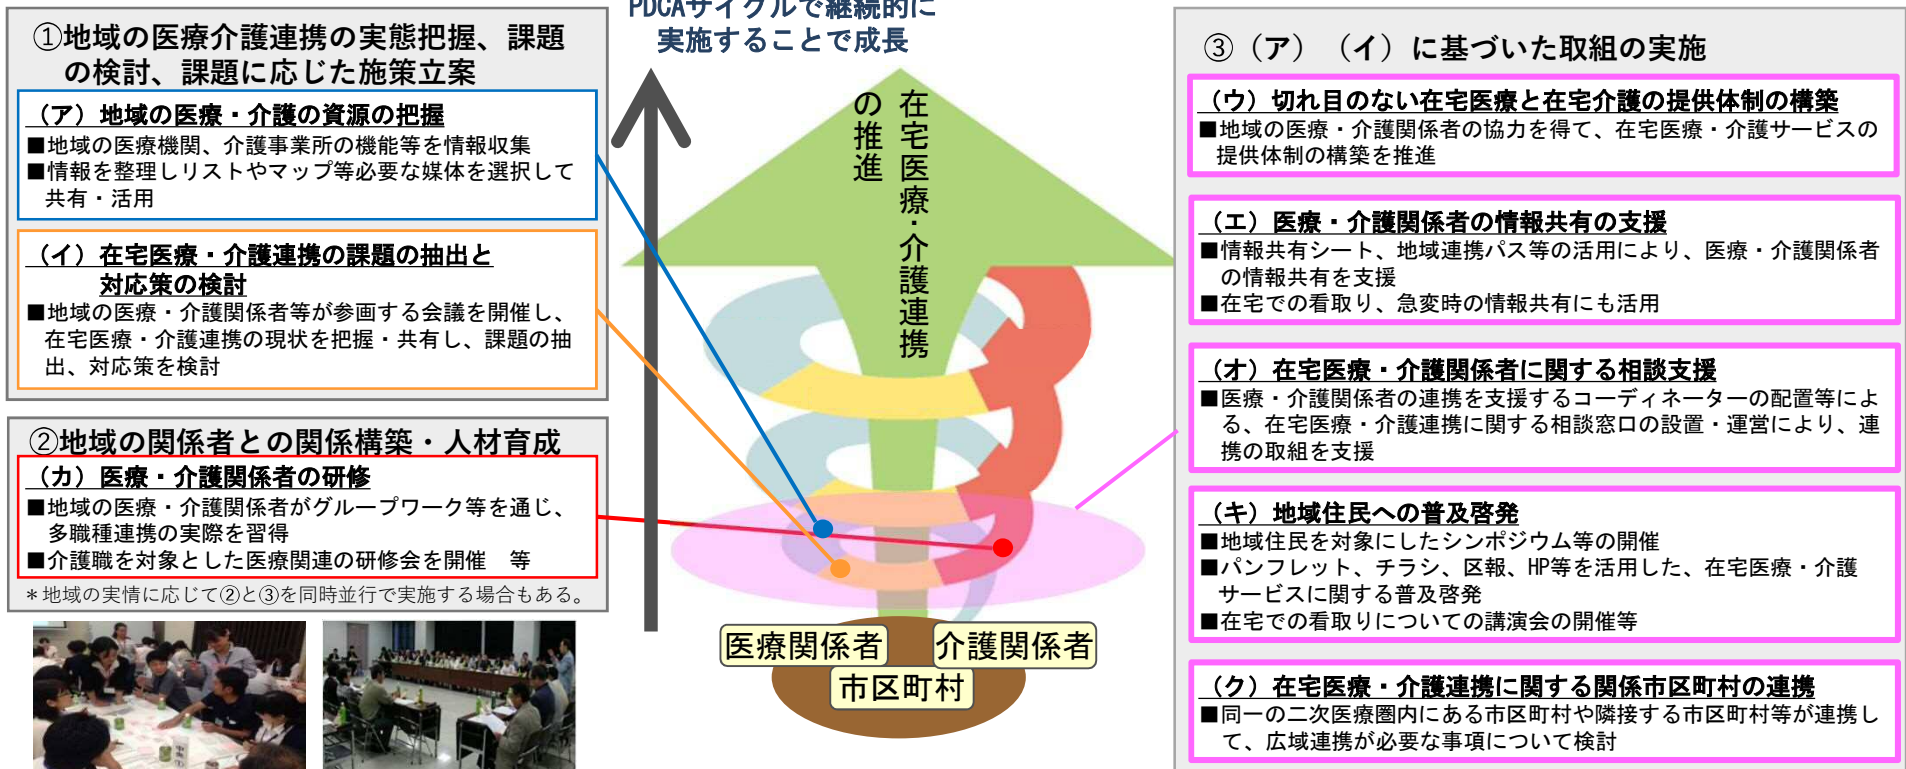 ①地域の医療介護連携の実態把握、課題
の検討、課題に応じた施策立案
（ア）地域の医療・介護の資源の把握
■地域の医療機関、介護事業所の機能等を情報収集
■情報を整理しリストやマップ等必要な媒体を選択して
共有・活用
（イ）在宅医療・介護連携の課題の抽出と
対応策の検討
■地域の医療・介護関係者等が参画する会議を開催し、
在宅医療・介護連携の現状を把握・共有し、課題の抽
出、対応策を検討
②地域の関係者との関係構築・人材育成
（カ）医療・介護関係者の研修
■地域の医療・介護関係者がグループワーク等を通じ、
多職種連携の実際を習得
■介護職を対象とした医療関連の研修会を開催　等
＊地域の実情に応じて②と③を同時並行で実施する場合もある。
PDCAサイクルで継続的に
実施することで成長
在宅医療・介護連携
の推進
医療関係者
介護関係者
市区町村
③（ア）（イ）に基づいた取組の実施
（ウ）切れ目のない在宅医療と在宅介護の提供体制の構築
■地域の医療・介護関係者の協力を得て、在宅医療・介護サービスの
提供体制の構築を推進
（エ）医療・介護関係者の情報共有の支援
■情報共有シート、地域連携パス等の活用により、医療・介護関係者
の情報共有を支援
■在宅での看取り、急変時の情報共有にも活用
（オ）在宅医療・介護関係者に関する相談支援
■医療・介護関係者の連携を支援するコーディネーターの配置等によ
る、在宅医療・介護連携に関する相談窓口の設置・運営により、連
携の取組を支援
（キ）地域住民への普及啓発
■地域住民を対象にしたシンポジウム等の開催
■パンフレット、チラシ、区報、HP等を活用した、在宅医療・介護
サービスに関する普及啓発
■在宅での看取りについての講演会の開催等
（ク）在宅医療・介護連携に関する関係市区町村の連携
■同一の二次医療圏内にある市区町村や隣接する市区町村等が連携し
て、広域連携が必要な事項について検討